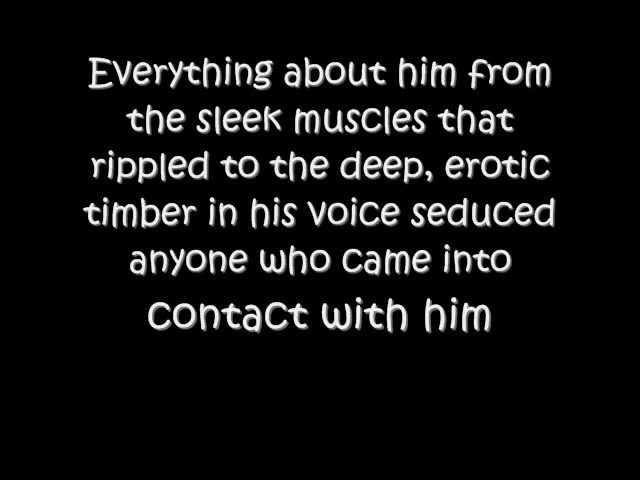 Everything about him from
the sleek muscles that
rippled to the deep, erotic
timber in his voice seduced
anyone who came into
contact with him